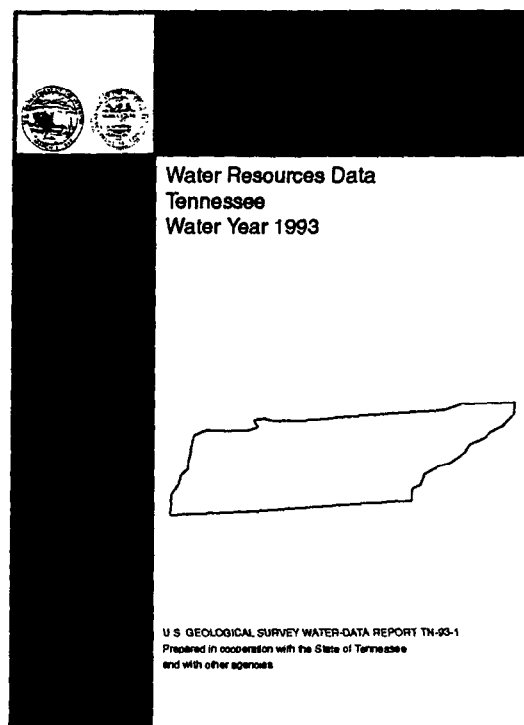 Water Resources Data
Tennessee
Water Year 1993
U S GEOLOGICAL SURVEY WATER-DATA REPORT TN-93-1
Prepared in cooperation with the State of Tennessee
and with other agencies